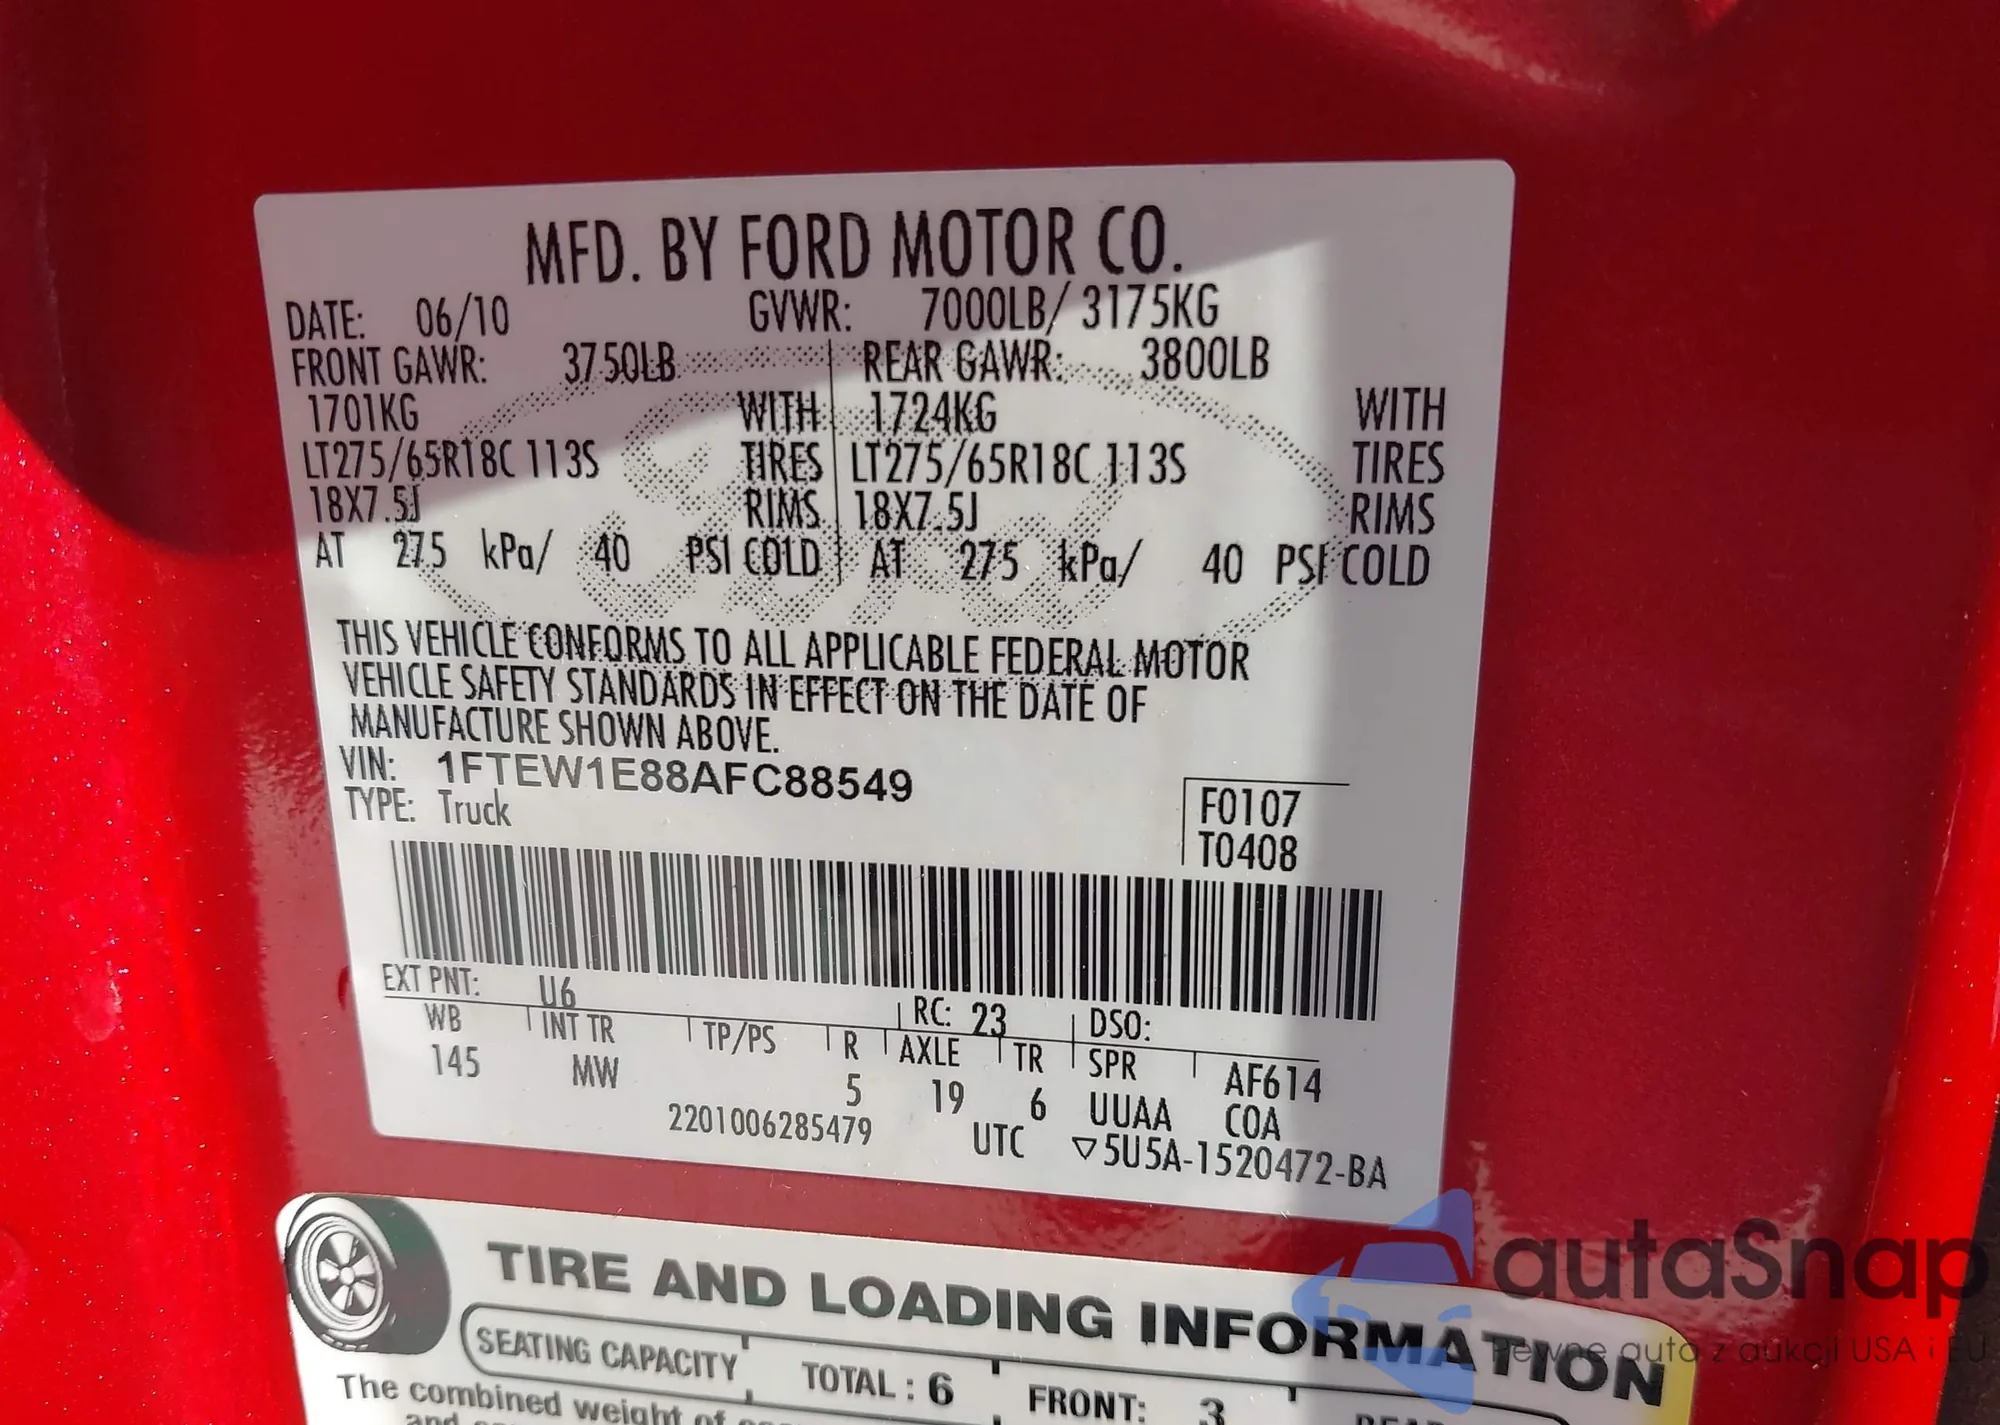 MFD. BY FORD MOTOR CO.
DATE: 06/10 GVWR: 7000LB/ 3175KG
FRONT GAWR: 3750LB REAR GAWR: 3800LB
1701KG WITH 1724KG WITH
LT275/65R18C 113S TIRES LT275/65R18C 113S TIRES
18X7.5J RIMS 18X7.5J RIMS
AT 275 kPa/ 40 PSI COLD AT 275 kPa/ 40 PSI COLD
THIS VEHICLE CONFORMS TO ALL APPLICABLE FEDERAL MOTOR
VEHICLE SAFETY STANDARDS IN EFFECT ON THE DATE OF
MANUFACTURE SHOWN ABOVE.
VIN: 1FTEW1E88AFC88549
TYPE: Truck
F0107
T0408
EXT PNT: U6 RC: 23 DSO:
WB INT TR TP/PS R AXLE TR SPR AF614
145 MW 5 19 6 UUAA COA
2201006285479 UTC ▽5U5A-1520472-BA
TIRE AND LOADING INFORMATION
SEATING CAPACITY TOTAL : 6 FRONT: 3
The combined weight of
autaSnap
Pewne auta z aukcji USA i EU